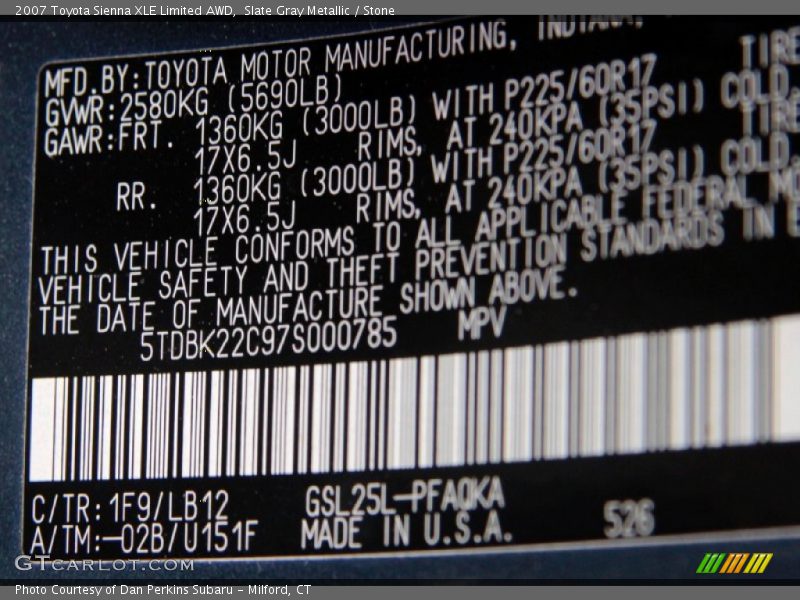 2007 Toyota Sienna XLE Limited AWD, Slate Gray Metallic / Stone
MFD.BY:TOYOTA MOTOR MANUFACTURING, INDIANA,
GVWR:2580KG (5690LB)
GAWR:FRT. 1360KG (3000LB) WITH P225/60R17 TIRE
17X6.5J RIMS, AT 240KPA (35PSI) COLD.
RR. 1360KG (3000LB) WITH P225/60R17 TIRE
17X6.5J RIMS, AT 240KPA (35PSI) COLD.
THIS VEHICLE CONFORMS TO ALL APPLICABLE FEDERAL MO
VEHICLE SAFETY AND THEFT PREVENTION STANDARDS IN E
THE DATE OF MANUFACTURE SHOWN ABOVE.
5TDBK22C97S000785 MPV
C/TR:1F9/LB12 GSL25L-PFAQKA
A/TM:-02B/U151F MADE IN U.S.A. 526
GTCARLOT.COM
Photo Courtesy of Dan Perkins Subaru - Milford, CT